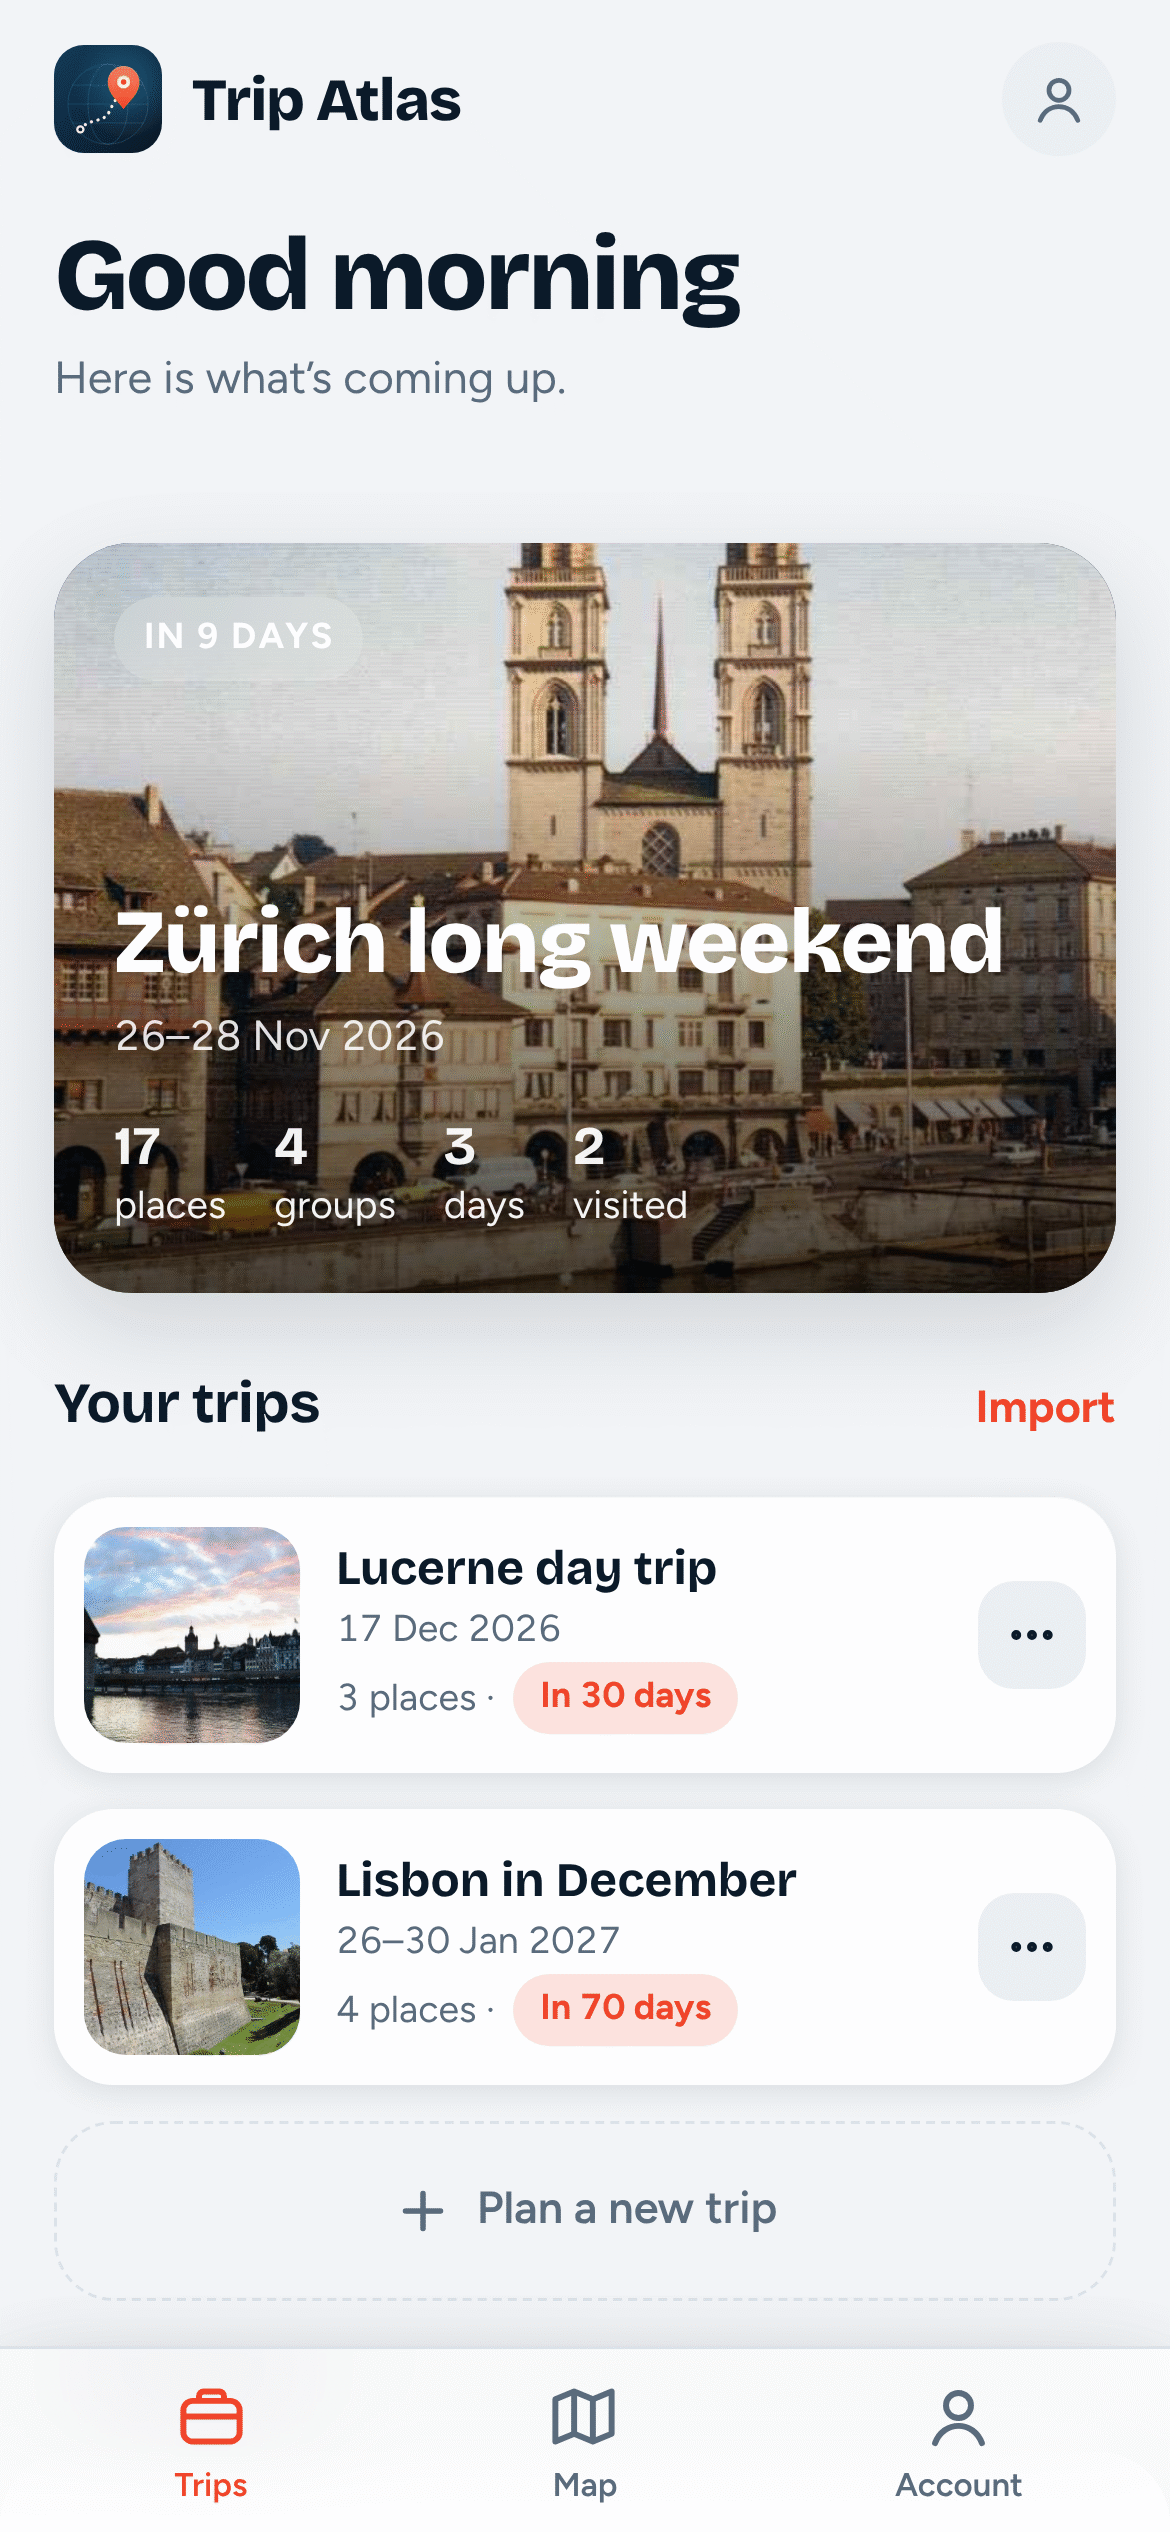 Trip Atlas
Good morning
Here is what’s coming up.
IN 9 DAYS
Zürich long weekend
26–28 Nov 2026
17 4 3 2
places groups days visited
Your trips Import
Lucerne day trip
17 Dec 2026
3 places · In 30 days
Lisbon in December
26–30 Jan 2027
4 places · In 70 days
Plan a new trip
Trips Map Account